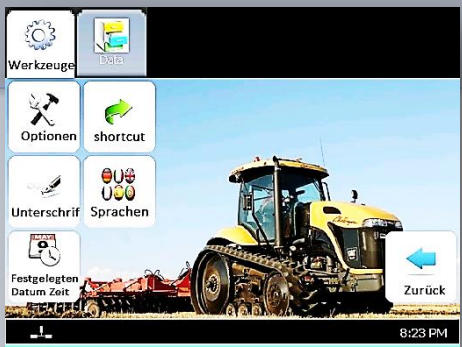 Werkzeuge
Data
Optionen
shortcut
Unterschrif
Sprachen
Festgelegten
Datum Zeit
Zurück
8:23 PM